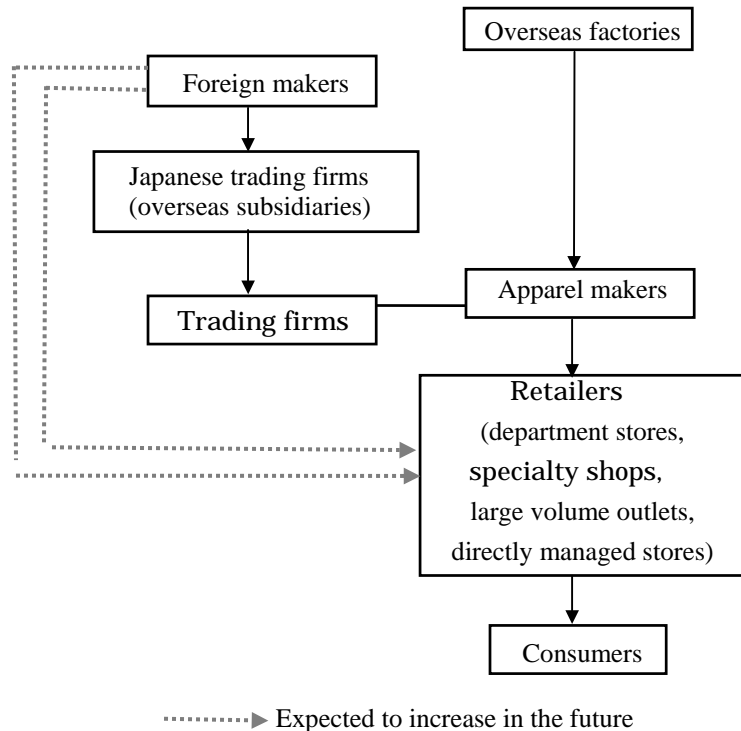 Overseas factories
Foreign makers
Japanese trading firms
(overseas subsidiaries)
Apparel makers
Trading firms
Retailers
(department stores,
specialty shops,
large volume outlets,
directly managed stores)
Consumers
Expected to increase in the future